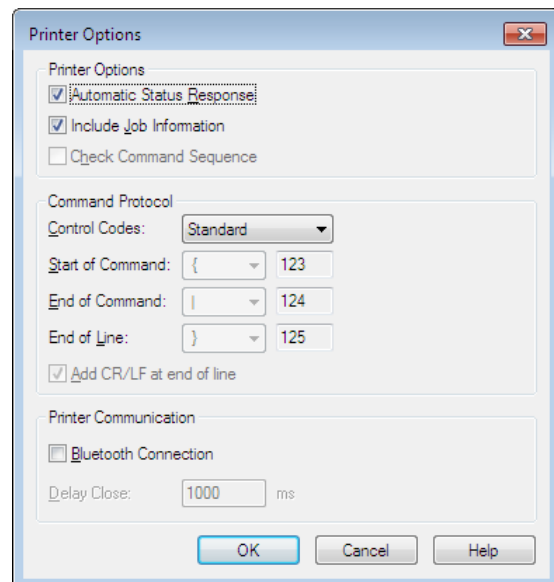 Printer Options
Printer Options
Automatic Status Response
Include Job Information
Check Command Sequence
Command Protocol
Control Codes: Standard
Start of Command: { 123
End of Command: | 124
End of Line: } 125
Add CR/LF at end of line
Printer Communication
Bluetooth Connection
Delay Close: 1000 ms
OK Cancel Help